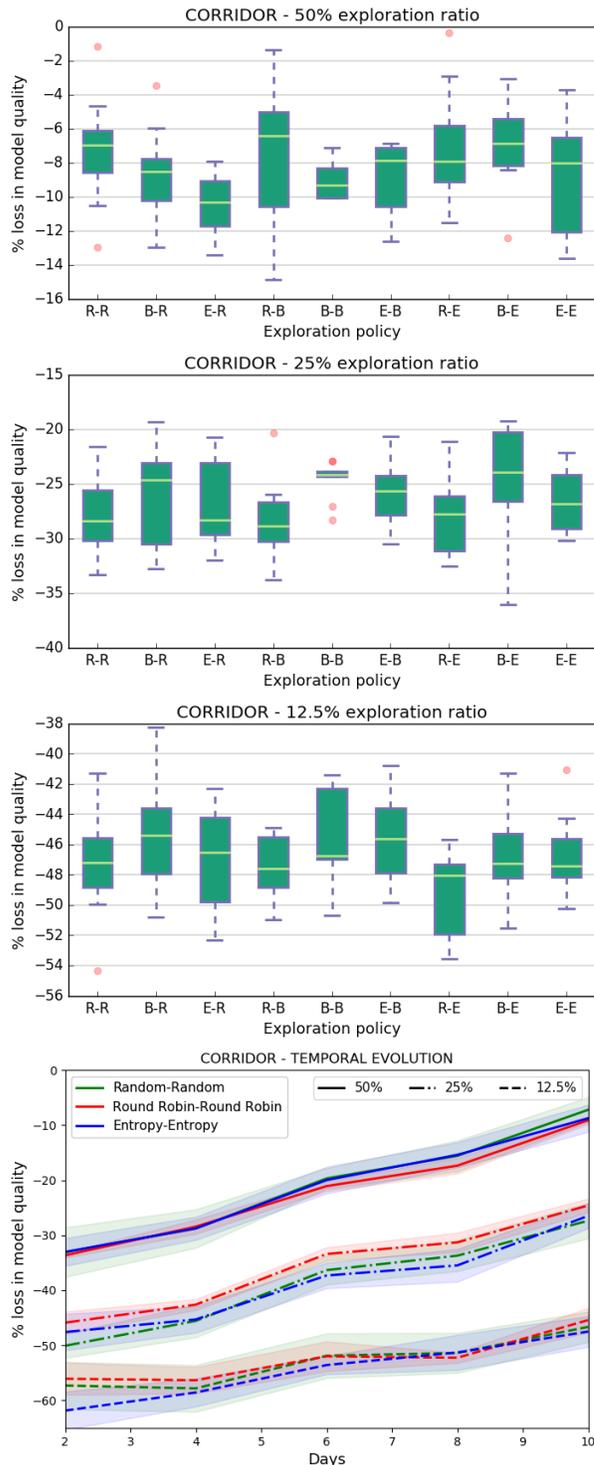 CORRIDOR - 50% exploration ratio
0
−2
−4
−6
−8
−10
−12
−14
−16
% loss in model quality
R-R B-R E-R R-B B-B E-B R-E B-E E-E
Exploration policy
CORRIDOR - 25% exploration ratio
−15
−20
−25
−30
−35
−40
% loss in model quality
R-R B-R E-R R-B B-B E-B R-E B-E E-E
Exploration policy
CORRIDOR - 12.5% exploration ratio
−38
−40
−42
−44
−46
−48
−50
−52
−54
−56
% loss in model quality
R-R B-R E-R R-B B-B E-B R-E B-E E-E
Exploration policy
CORRIDOR - TEMPORAL EVOLUTION
Random-Random
Round Robin-Round Robin
Entropy-Entropy
50% 25% 12.5%
0
−10
−20
−30
−40
−50
−60
% loss in model quality
2 3 4 5 6 7 8 9 10
Days